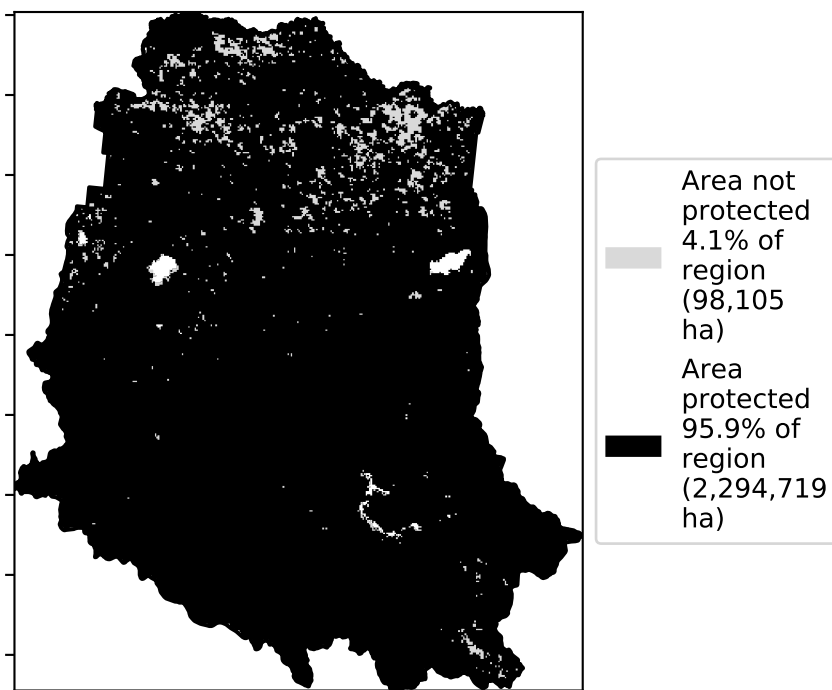 Area not
protected
4.1% of
region
(98,105
ha)
Area
protected
95.9% of
region
(2,294,719
ha)